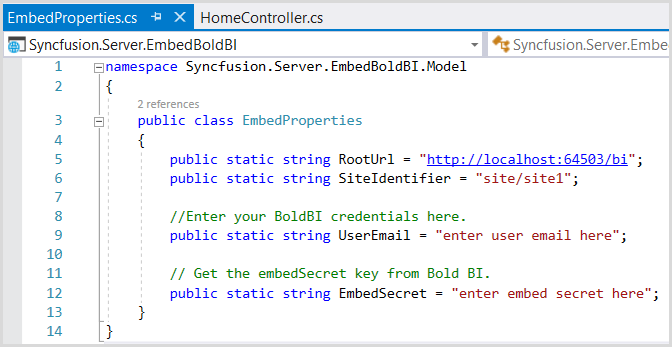 EmbedProperties.cs HomeController.cs
Syncfusion.Server.EmbedBoldBI Syncfusion.Server.Embed
1 namespace Syncfusion.Server.EmbedBoldBI.Model
2 {
2 references
3 public class EmbedProperties
4 {
5 public static string RootUrl = "http://localhost:64503/bi";
6 public static string SiteIdentifier = "site/site1";
7
8 //Enter your BoldBI credentials here.
9 public static string UserEmail = "enter user email here";
10
11 // Get the embedSecret key from Bold BI.
12 public static string EmbedSecret = "enter embed secret here";
13 }
14 }